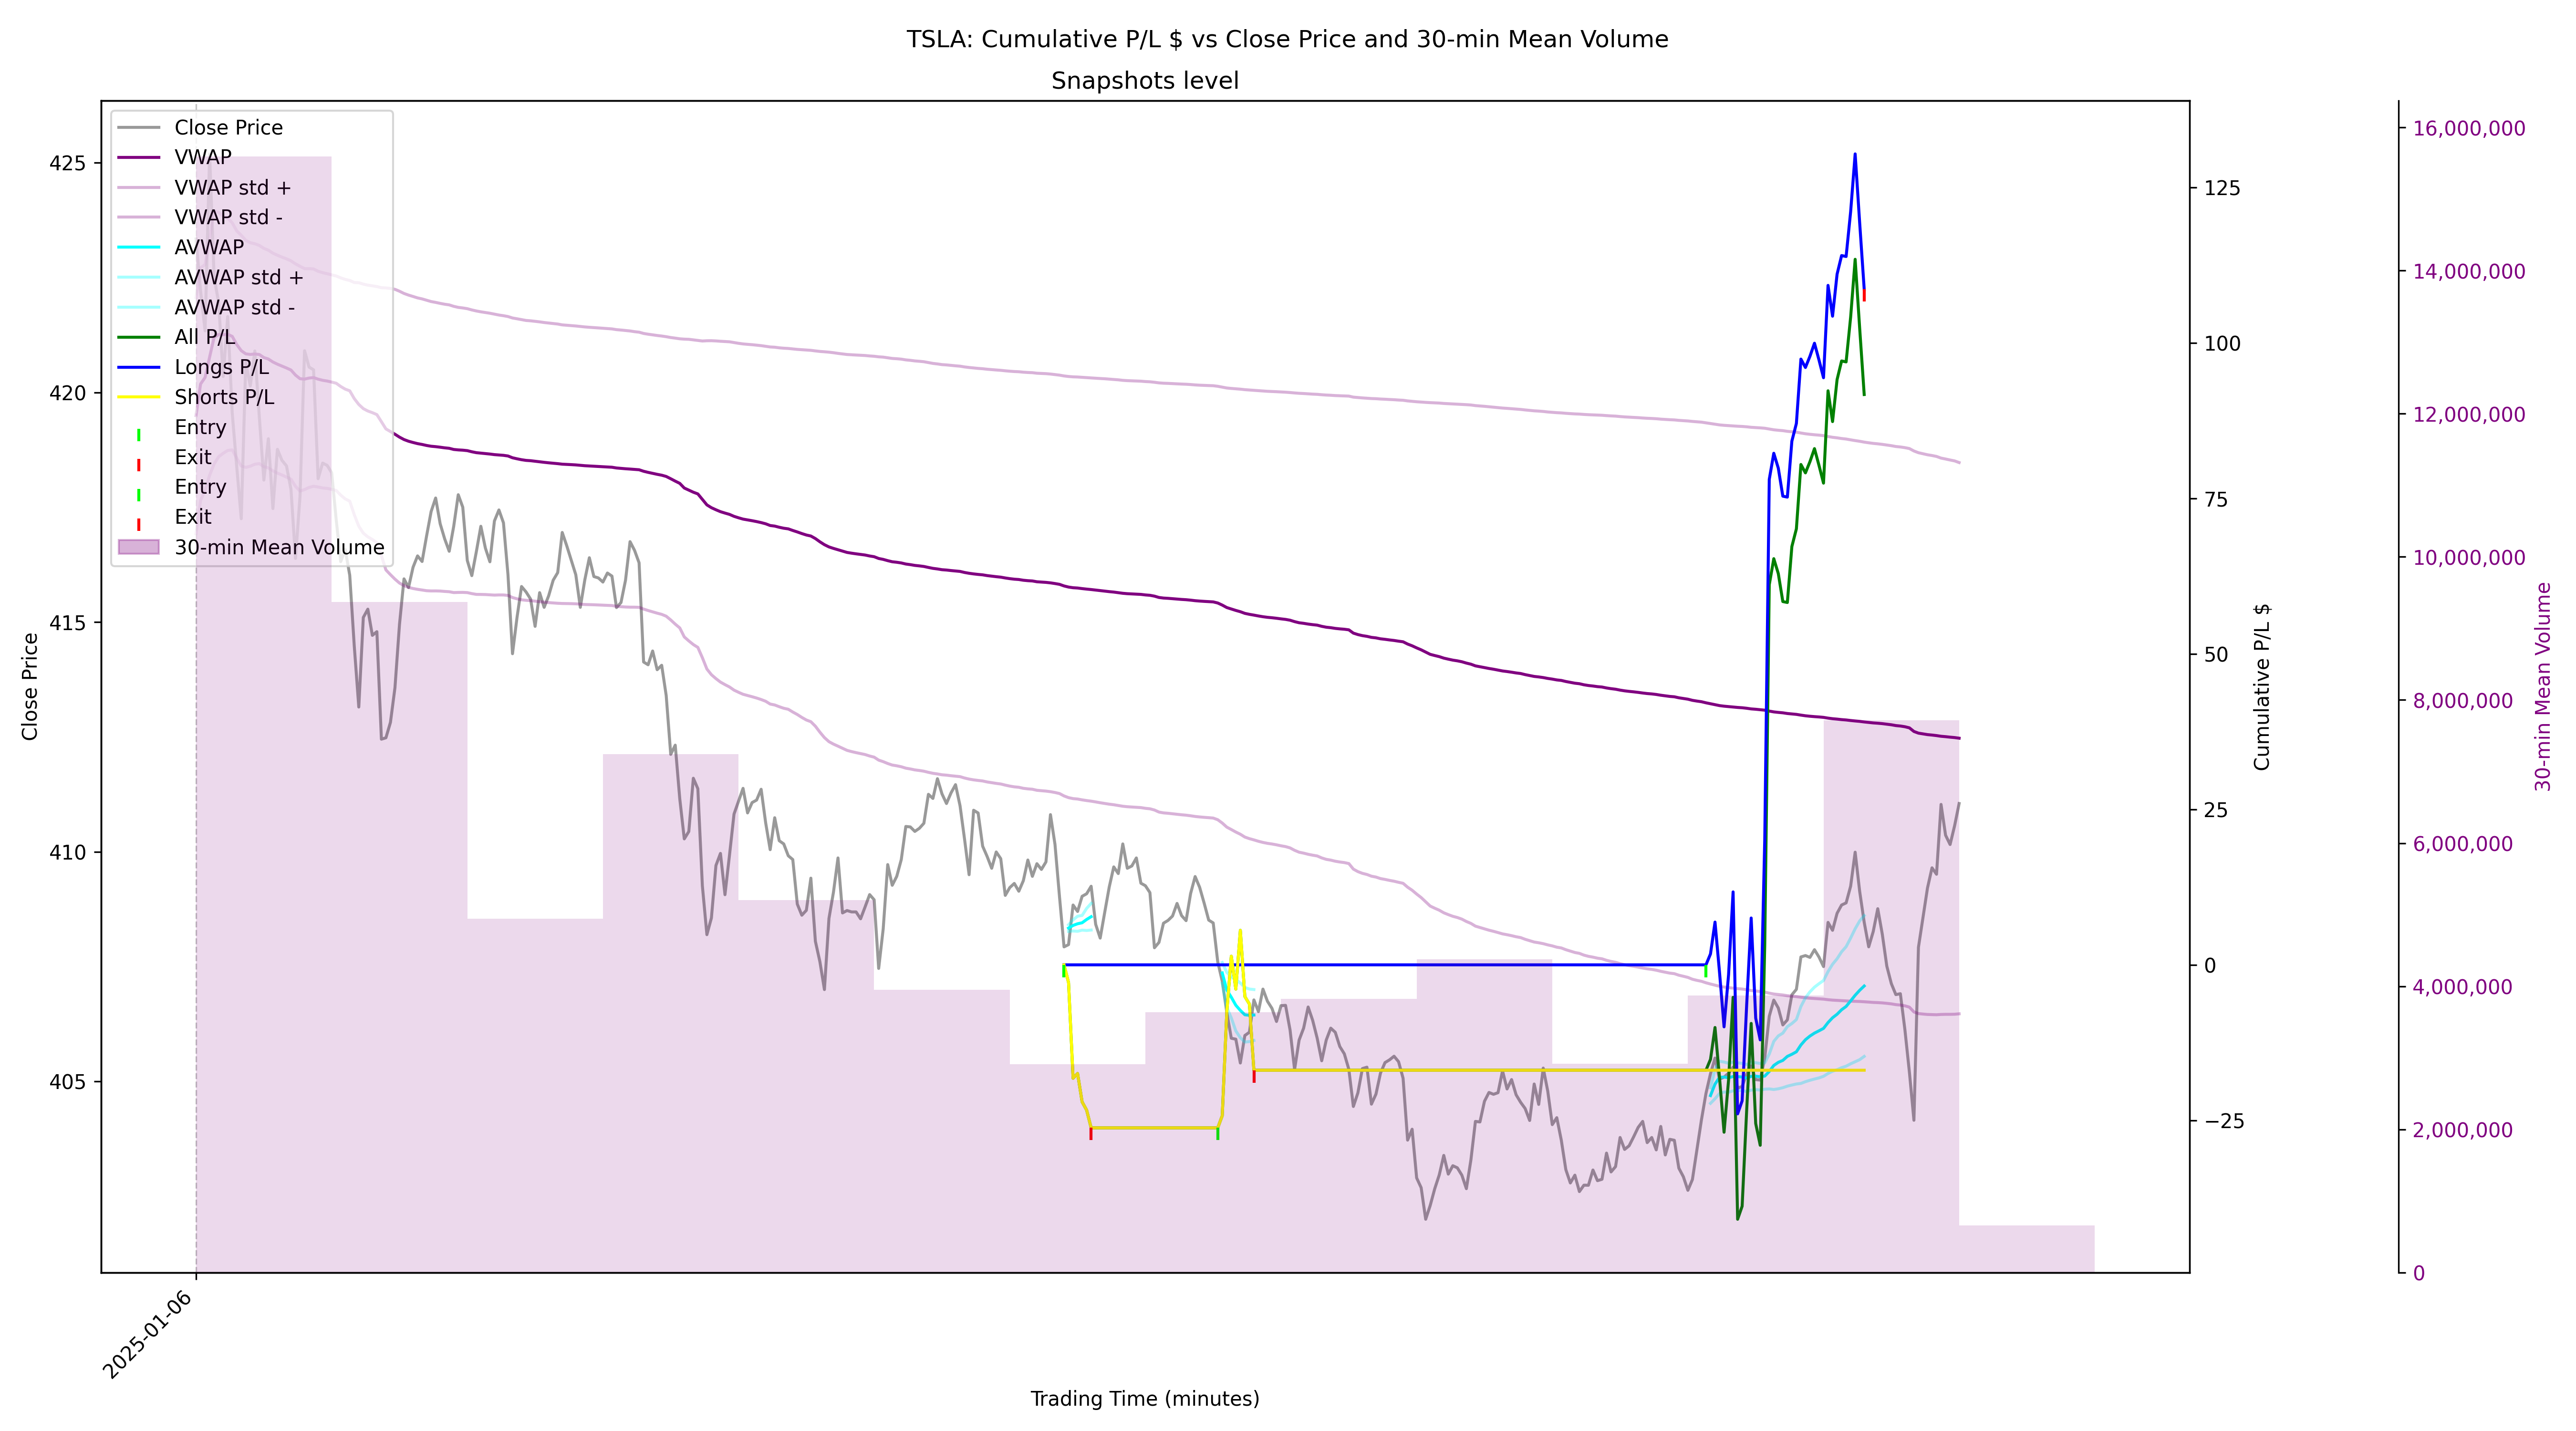 TSLA: Cumulative P/L $ vs Close Price and 30-min Mean Volume
Snapshots level
Close Price
VWAP
VWAP std +
VWAP std -
AVWAP
AVWAP std +
AVWAP std -
All P/L
Longs P/L
Shorts P/L
Entry
Exit
Entry
Exit
30-min Mean Volume
425
420
415
410
405
Close Price
125
100
75
50
25
0
−25
Cumulative P/L $
16,000,000
14,000,000
12,000,000
10,000,000
8,000,000
6,000,000
4,000,000
2,000,000
0
30-min Mean Volume
2025-01-06
Trading Time (minutes)